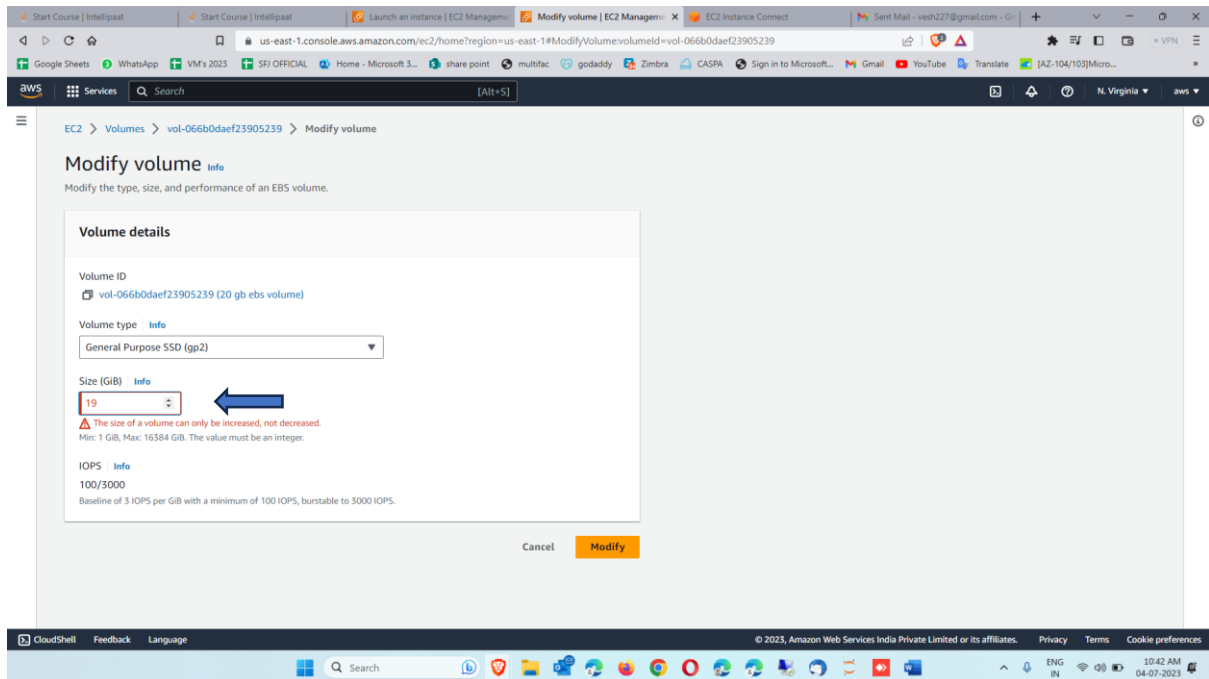 Start Course | Intellipaat
Start Course | Intellipaat
Launch an instance | EC2 Manageme
Modify volume | EC2 Manageme
EC2 Instance Connect
Sent Mail - vesh227@gmail.com - G
us-east-1.console.aws.amazon.com/ec2/home?region=us-east-1#ModifyVolume:volumeId=vol-066b0daef23905239
VPN
Google Sheets
WhatsApp
VM's 2023
SFJ OFFICIAL
Home - Microsoft 3...
share point
multifac
godaddy
Zimbra
CASPA
Sign in to Microsoft...
Gmail
YouTube
Translate
[AZ-104/103]Micro...
»
aws
Services
Search
[Alt+S]
N. Virginia
aws
EC2 > Volumes > vol-066b0daef23905239 > Modify volume
Modify volume Info
Modify the type, size, and performance of an EBS volume.
Volume details
Volume ID
vol-066b0daef23905239 (20 gb ebs volume)
Volume type Info
General Purpose SSD (gp2)
Size (GiB) Info
19
The size of a volume can only be increased, not decreased.
Min: 1 GiB, Max: 16384 GiB. The value must be an integer.
IOPS Info
100/3000
Baseline of 3 IOPS per GiB with a minimum of 100 IOPS, burstable to 3000 IOPS.
Cancel
Modify
CloudShell
Feedback
Language
© 2023, Amazon Web Services India Private Limited or its affiliates.
Privacy
Terms
Cookie preferences
Search
ENG
IN
10:42 AM
04-07-2023